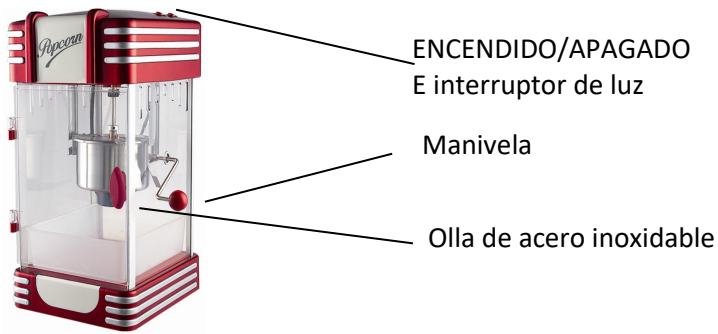 Popcorn
ENCENDIDO/APAGADO
E interruptor de luz
Manivela
Olla de acero inoxidable